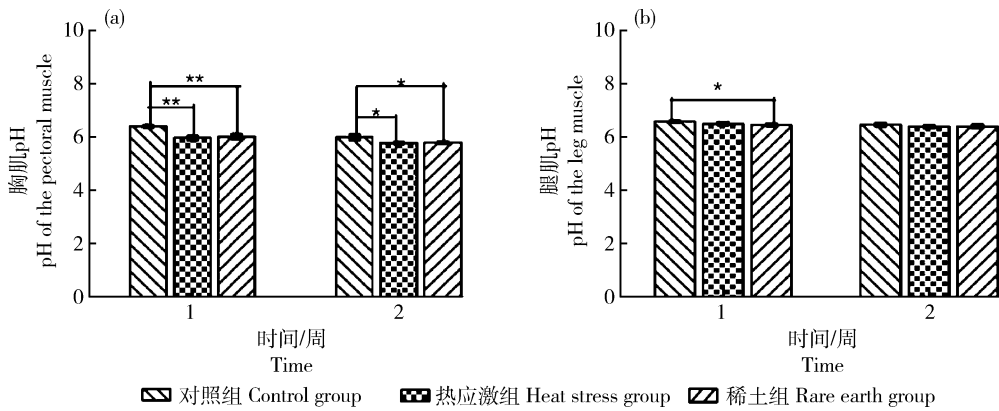 (a)
胸肌pH
pH of the pectoral muscle
10
8
6
4
2
0
**
**
*
*
1
2
时间/周
Time
(b)
腿肌pH
pH of the leg muscle
10
8
6
4
2
0
*
1
2
时间/周
Time
对照组 Control group
热应激组 Heat stress group
稀土组 Rare earth group